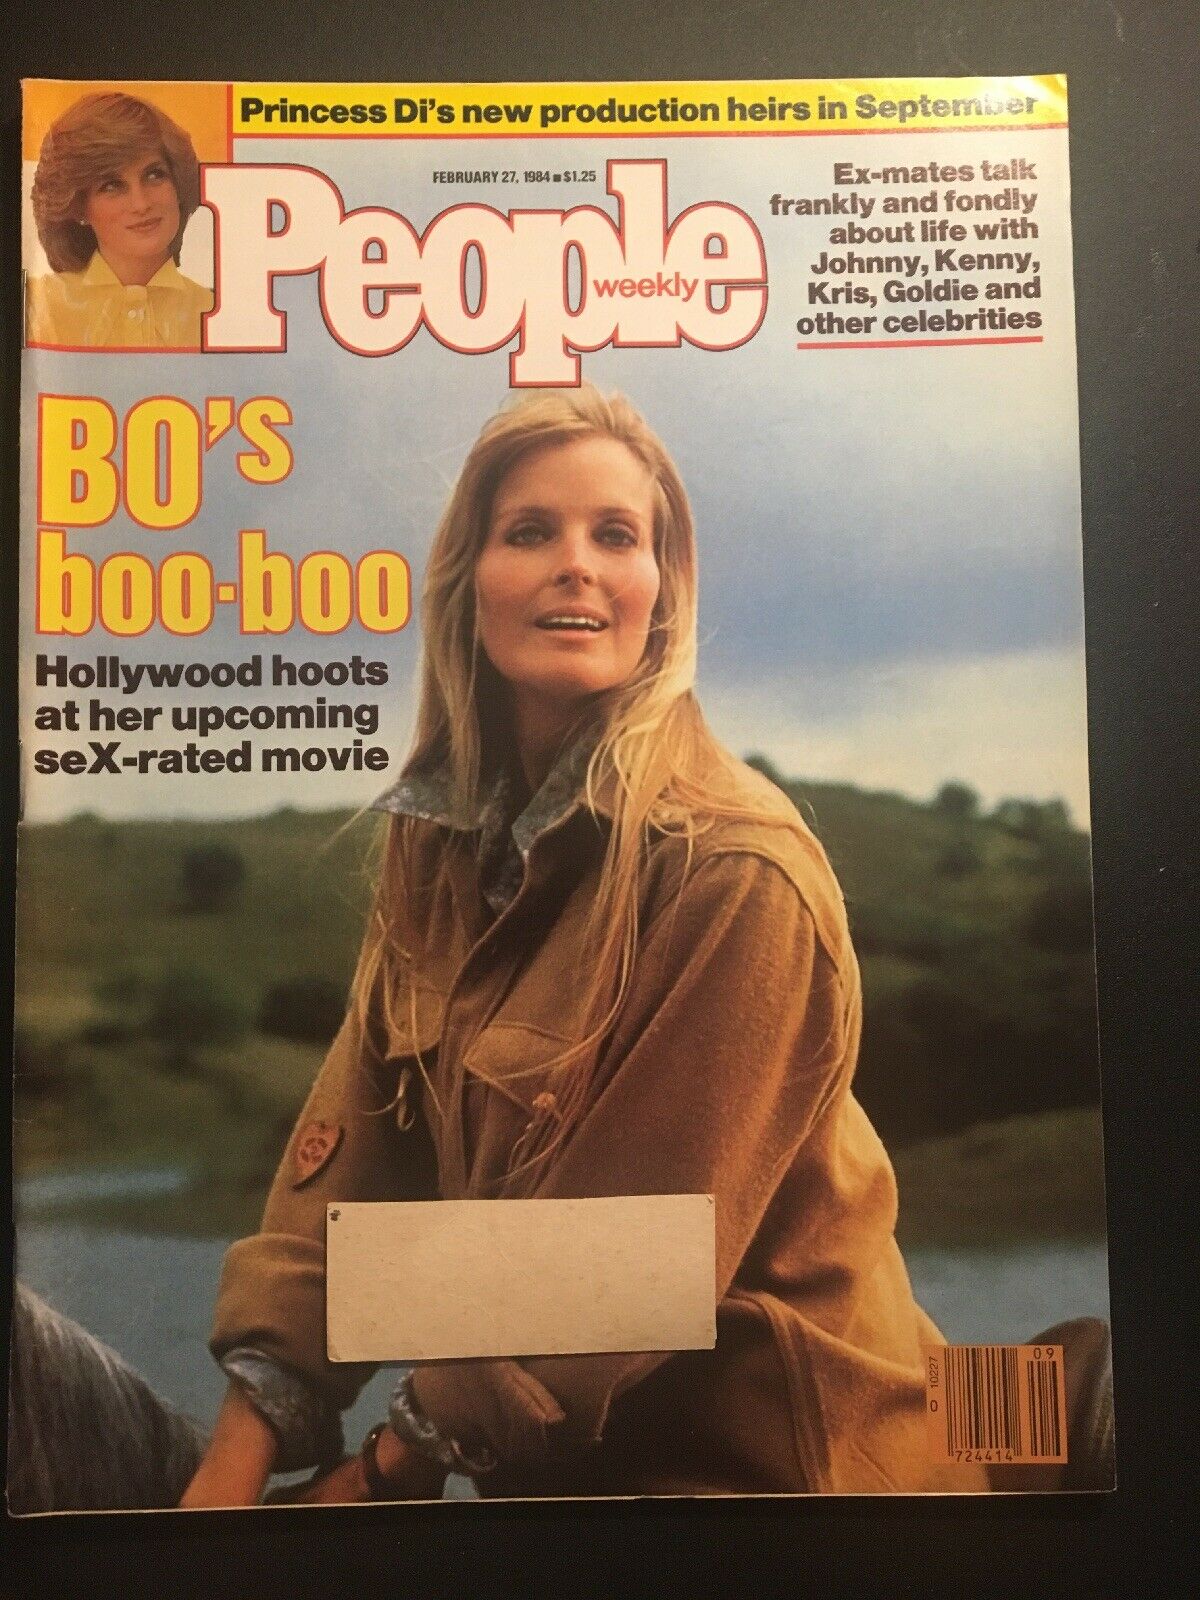 Princess Di's new production heirs in September
FEBRUARY 27, 1984 ■ $1.25
People
weekly
Ex-mates talk
frankly and fondly
about life with
Johnny, Kenny,
Kris, Goldie and
other celebrities
BO's
boo-boo
Hollywood hoots
at her upcoming
seX-rated movie
09
0 10227
724414